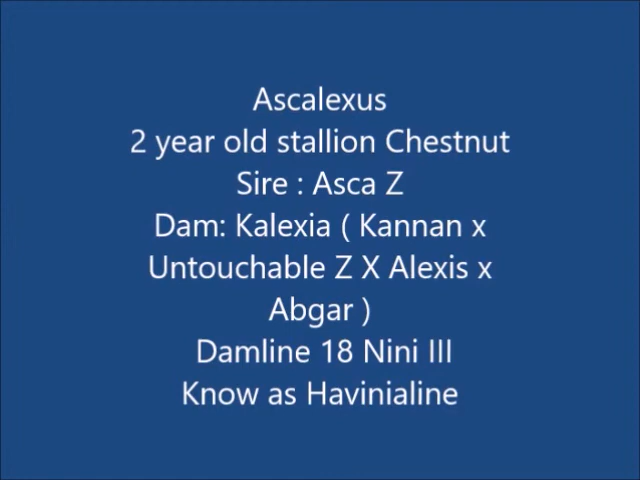 Ascalexus
2 year old stallion Chestnut
Sire : Asca Z
Dam: Kalexia ( Kannan x
Untouchable Z X Alexis x
Abgar )
Damline 18 Nini III
Know as Havinialine